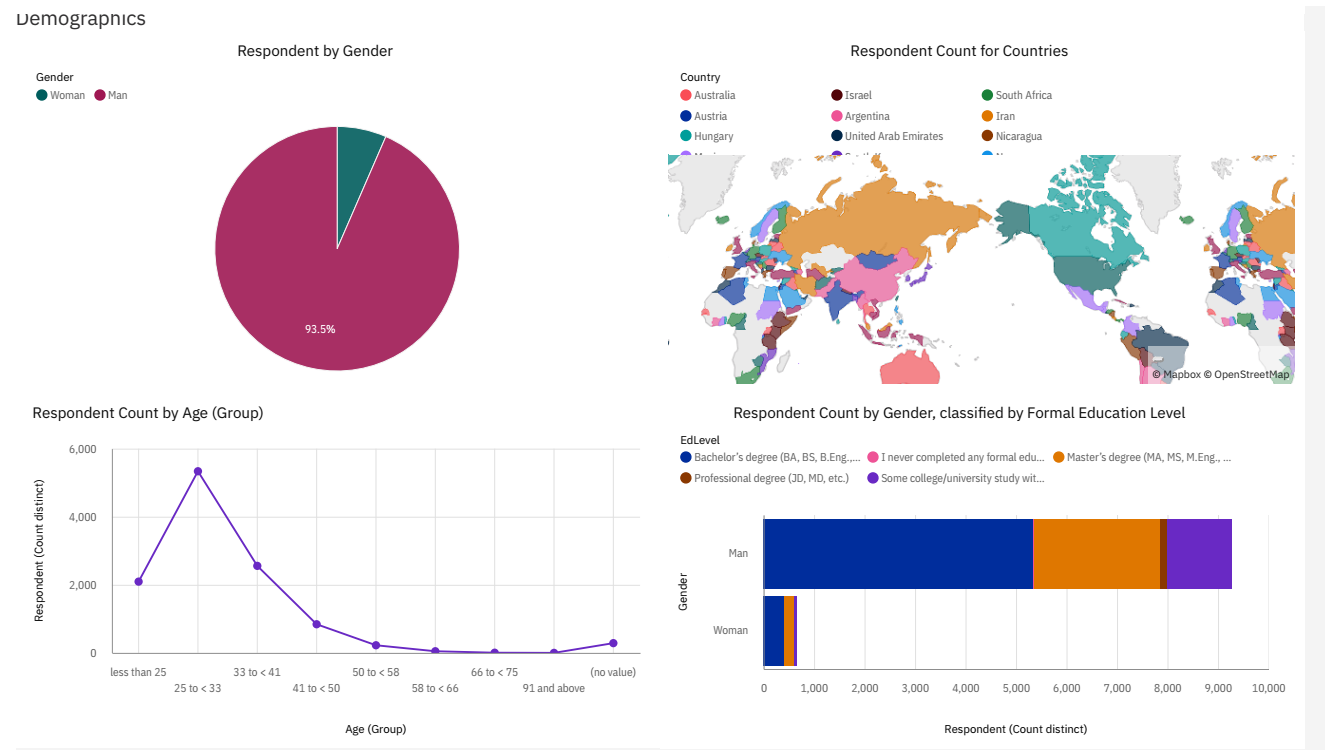 Demographics
Respondent by Gender
Gender
Woman Man
93.5%
Respondent Count for Countries
Country
Australia Israel South Africa
Austria Argentina Iran
Hungary United Arab Emirates Nicaragua
© Mapbox © OpenStreetMap
Respondent Count by Age (Group)
Respondent (Count distinct)
6,000
4,000
2,000
0
less than 25 33 to < 41 50 to < 58 66 to < 75 (no value)
25 to < 33 41 to < 50 58 to < 66 91 and above
Age (Group)
Respondent Count by Gender, classified by Formal Education Level
EdLevel
Bachelor's degree (BA, BS, B.Eng.,... I never completed any formal edu... Master's degree (MA, MS, M.Eng., ...
Professional degree (JD, MD, etc.) Some college/university study wit...
Gender
Man
Woman
0 1,000 2,000 3,000 4,000 5,000 6,000 7,000 8,000 9,000 10,000
Respondent (Count distinct)